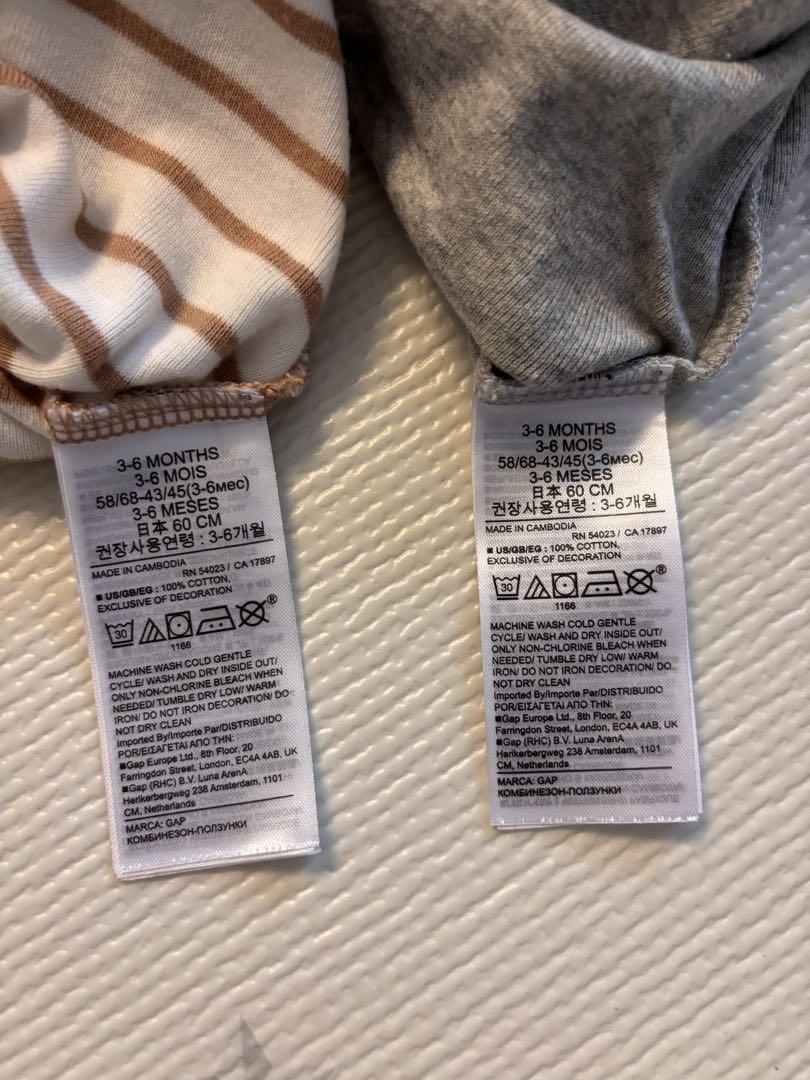 3-6 MONTHS
3-6 MOIS
58/68-43/45(3-6мес)
3-6 MESES
日本 60 CM
권장사용연령 : 3-6개월
MADE IN CAMBODIA
RN 54023 / CA 17897
■ US/GB/EG : 100% COTTON,
EXCLUSIVE OF DECORATION
30
®
1166
MACHINE WASH COLD GENTLE
CYCLE/ WASH AND DRY INSIDE OUT/
ONLY NON-CHLORINE BLEACH WHEN
NEEDED/ TUMBLE DRY LOW/ WARM
IRON/ DO NOT IRON DECORATION/ DO
NOT DRY CLEAN
Imported By/Importe Par/DISTRIBUIDO
POR/ΕΙΣΑΓΕΤΑΙ ΑΠΟ ΤΗΝ:
■Gap Europe Ltd., 8th Floor, 20
Farringdon Street, London, EC4A 4AB, UK
■Gap (RHC) B.V. Luna ArenA
Herikerbergweg 238 Amsterdam, 1101
CM, Netherlands
MARCA: GAP
КОМБИНЕЗОН-ПОЛЗУНКИ
3-6 MONTHS
3-6 MOIS
58/68-43/45(3-6мес)
3-6 MESES
日本 60 CM
권장사용연령 : 3-6개월
MADE IN CAMBODIA
RN 54023 / CA 17897
■ US/GB/EG : 100% COTTON,
EXCLUSIVE OF DECORATION
30
®
1166
MACHINE WASH COLD GENTLE
CYCLE/ WASH AND DRY INSIDE OUT/
ONLY NON-CHLORINE BLEACH WHEN
NEEDED/ TUMBLE DRY LOW/ WARM
IRON/ DO NOT IRON DECORATION/ DO
NOT DRY CLEAN
Imported By/Importe Par/DISTRIBUIDO
POR/ΕΙΣΑΓΕΤΑΙ ΑΠΟ ΤΗΝ:
■Gap Europe Ltd., 8th Floor, 20
Farringdon Street, London, EC4A 4AB, UK
■Gap (RHC) B.V. Luna ArenA
Herikerbergweg 238 Amsterdam, 1101
CM, Netherlands
MARCA: GAP
КОМБИНЕЗОН-ПОЛЗУНКИ